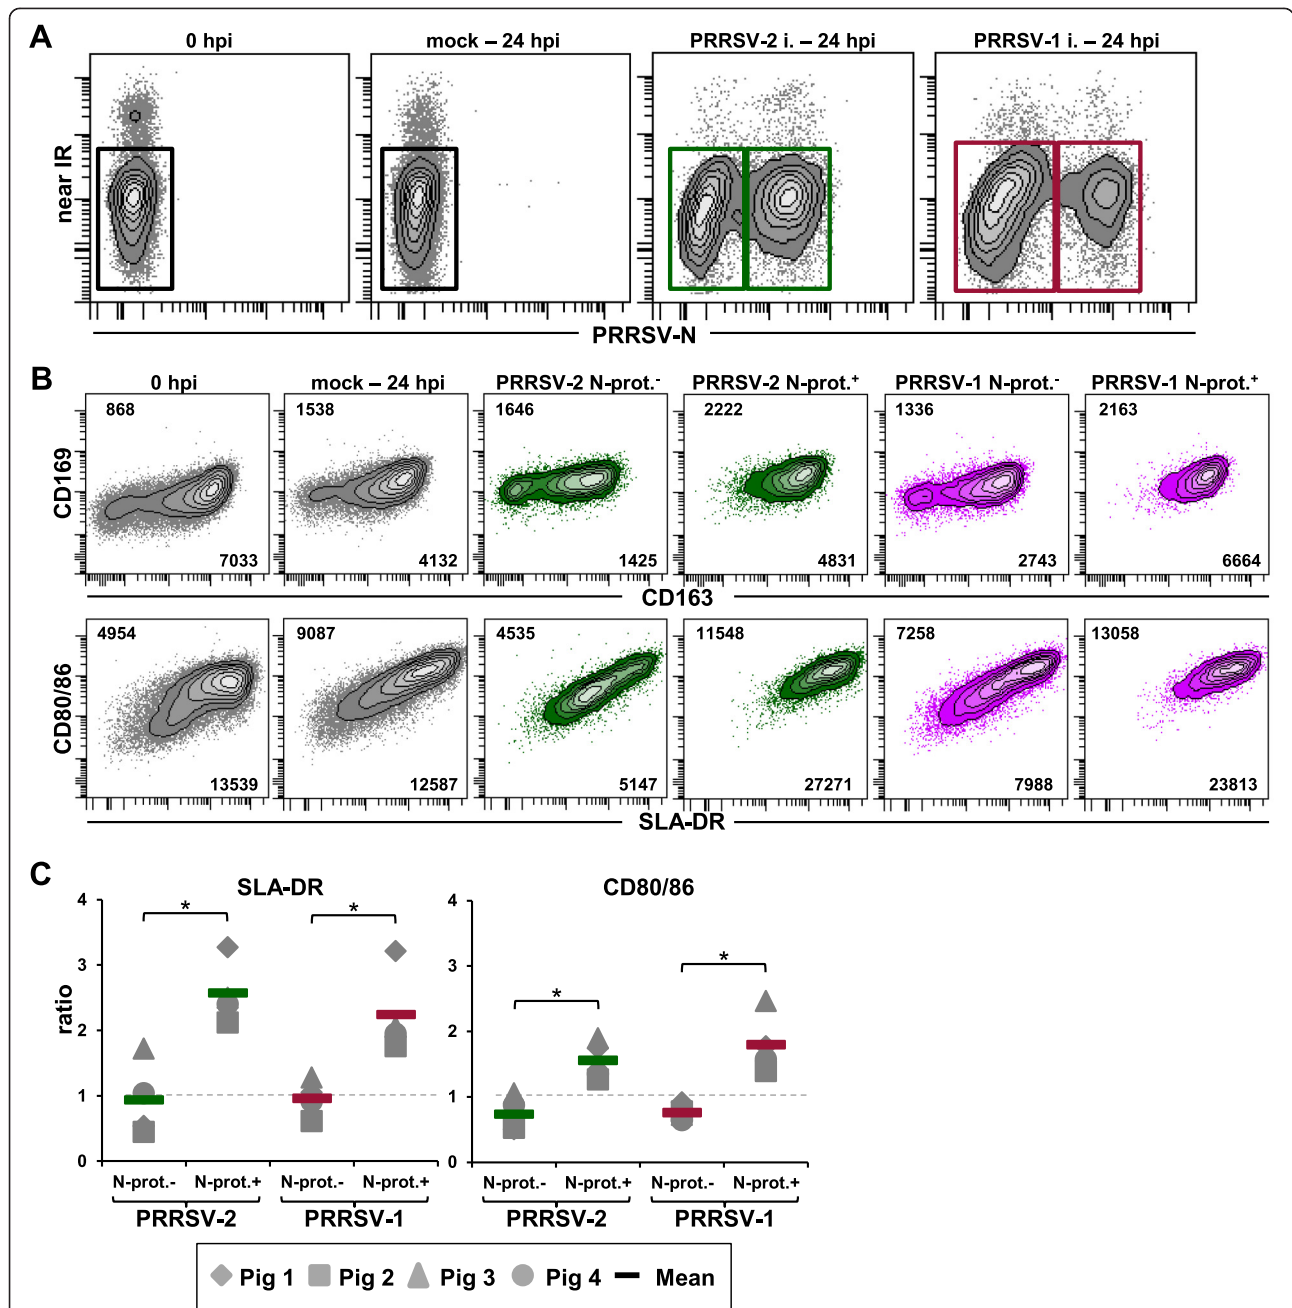 A
0 hpi
mock – 24 hpi
PRRSV-2 i. – 24 hpi
PRRSV-1 i. – 24 hpi
near IR
PRRSV-N
B
0 hpi
mock – 24 hpi
PRRSV-2 N-prot.-
PRRSV-2 N-prot.+
PRRSV-1 N-prot.-
PRRSV-1 N-prot.+
CD169
868
7033
1538
4132
1646
1425
2222
4831
1336
2743
2163
6664
CD163
CD80/86
4954
13539
9087
12587
4535
5147
11548
27271
7258
7988
13058
23813
SLA-DR
C
SLA-DR
ratio
4
3
2
1
0
*
*
N-prot.-
N-prot.+
N-prot.-
N-prot.+
PRRSV-2
PRRSV-1
CD80/86
4
3
2
1
0
*
*
N-prot.-
N-prot.+
N-prot.-
N-prot.+
PRRSV-2
PRRSV-1
Pig 1 Pig 2 Pig 3 Pig 4 Mean